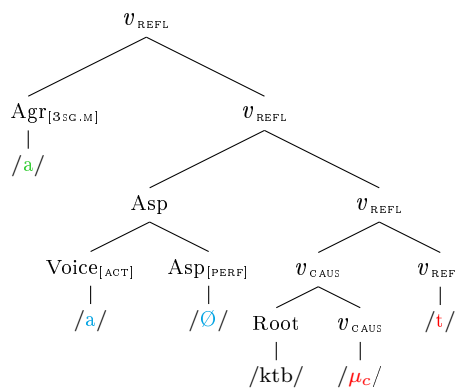 v REFL
Agr[3SG.M] v REFL
/a/
Asp v REFL
Voice[ACT] Asp[PERF] v CAUS v REF
/a/ /Ø/ Root v CAUS /t/
/ktb/ /μc/